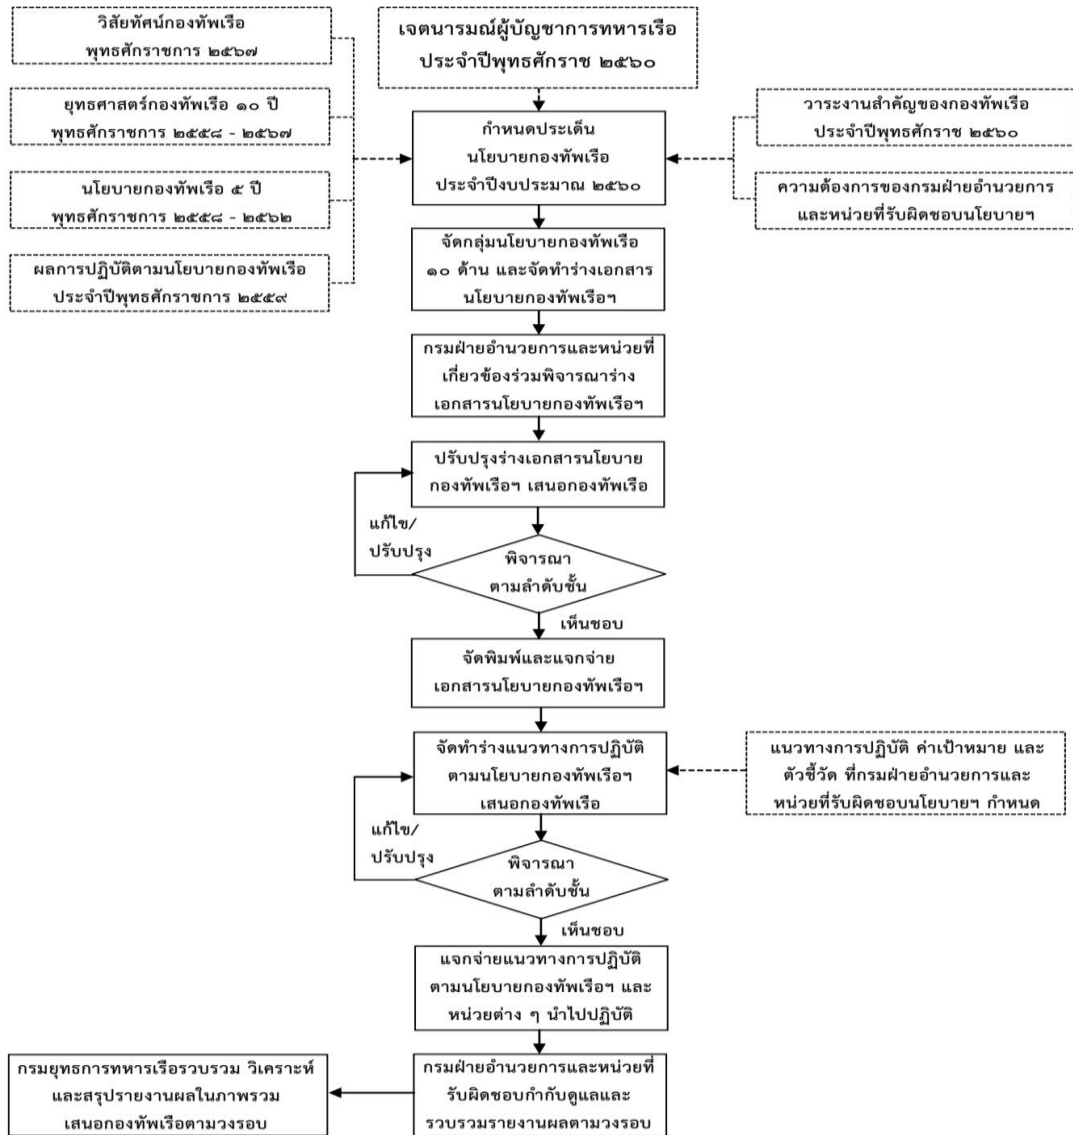 วิสัยทัศน์กองทัพเรือ
พุทธศักราชการ ๒๕๖๗
เจตนารมณ์ผู้บัญชาการทหารเรือ
ประจำปีพุทธศักราช ๒๕๖๐
ยุทธศาสตร์กองทัพเรือ ๑๐ ปี
พุทธศักราชการ ๒๕๕๘ - ๒๕๖๗
กำหนดประเด็น
นโยบายกองทัพเรือ
ประจำปีงบประมาณ ๒๕๖๐
วาระงานสำคัญของกองทัพเรือ
ประจำปีพุทธศักราช ๒๕๖๐
นโยบายกองทัพเรือ ๕ ปี
พุทธศักราชการ ๒๕๕๘ - ๒๕๖๒
ความต้องการของกรมฝ่ายอำนวยการ
และหน่วยที่รับผิดชอบนโยบายฯ
ผลการปฏิบัติตามนโยบายกองทัพเรือ
ประจำปีพุทธศักราชการ ๒๕๕๙
จัดกลุ่มนโยบายกองทัพเรือ
๑๐ ด้าน และจัดทำร่างเอกสาร
นโยบายกองทัพเรือฯ
กรมฝ่ายอำนวยการและหน่วยที่
เกี่ยวข้องร่วมพิจารณาร่าง
เอกสารนโยบายกองทัพเรือฯ
ปรับปรุงร่างเอกสารนโยบาย
กองทัพเรือฯ เสนอกองทัพเรือ
แก้ไข/
ปรับปรุง
พิจารณา
ตามลำดับชั้น
เห็นชอบ
จัดพิมพ์และแจกจ่าย
เอกสารนโยบายกองทัพเรือฯ
จัดทำร่างแนวทางการปฏิบัติ
ตามนโยบายกองทัพเรือฯ
เสนอกองทัพเรือ
แนวทางการปฏิบัติ ค่าเป้าหมาย และ
ตัวชี้วัด ที่กรมฝ่ายอำนวยการและ
หน่วยที่รับผิดชอบนโยบายฯ กำหนด
แก้ไข/
ปรับปรุง
พิจารณา
ตามลำดับชั้น
เห็นชอบ
แจกจ่ายแนวทางการปฏิบัติ
ตามนโยบายกองทัพเรือฯ และ
หน่วยต่าง ๆ นำไปปฏิบัติ
กรมยุทธการทหารเรือรวบรวม วิเคราะห์
และสรุปรายงานผลในภาพรวม
เสนอกองทัพเรือตามวงรอบ
กรมฝ่ายอำนวยการและหน่วยที่
รับผิดชอบกำกับดูแลและ
รวบรวมรายงานผลตามวงรอบ